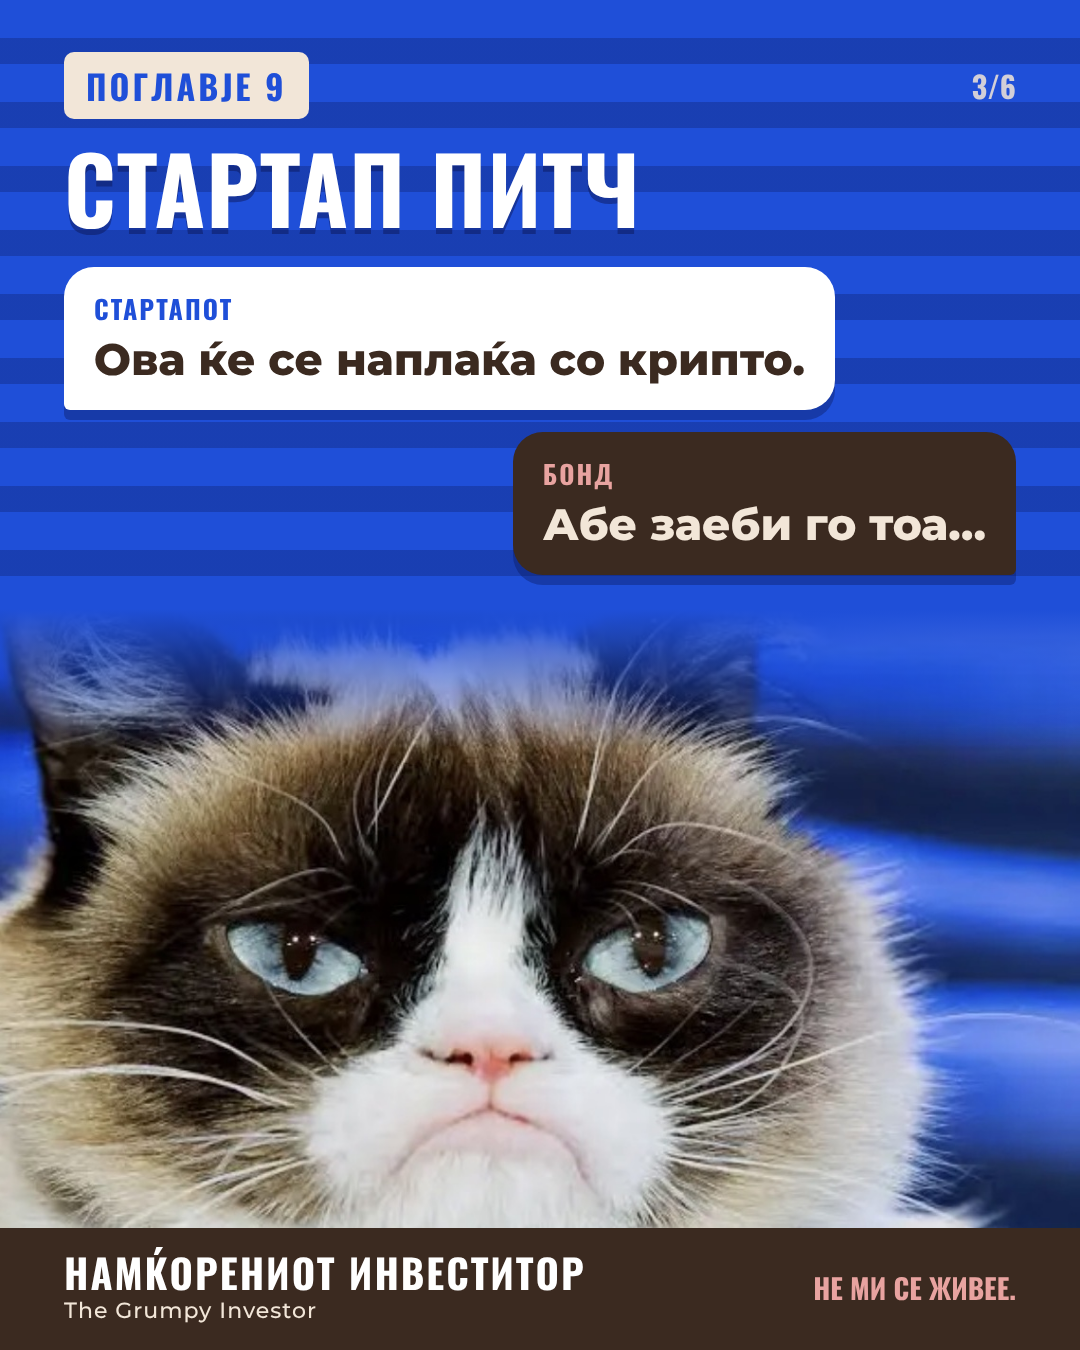 ПОГЛАВЈЕ 9
3/6
СТАРТАП ПИТЧ
СТАРТАПОТ
Ова ќе се наплаќа со крипто.
БОНД
Абе заеби го тоа...
НАМЌОРЕНИОТ ИНВЕСТИТОР
The Grumpy Investor
НЕ МИ СЕ ЖИВЕЕ.